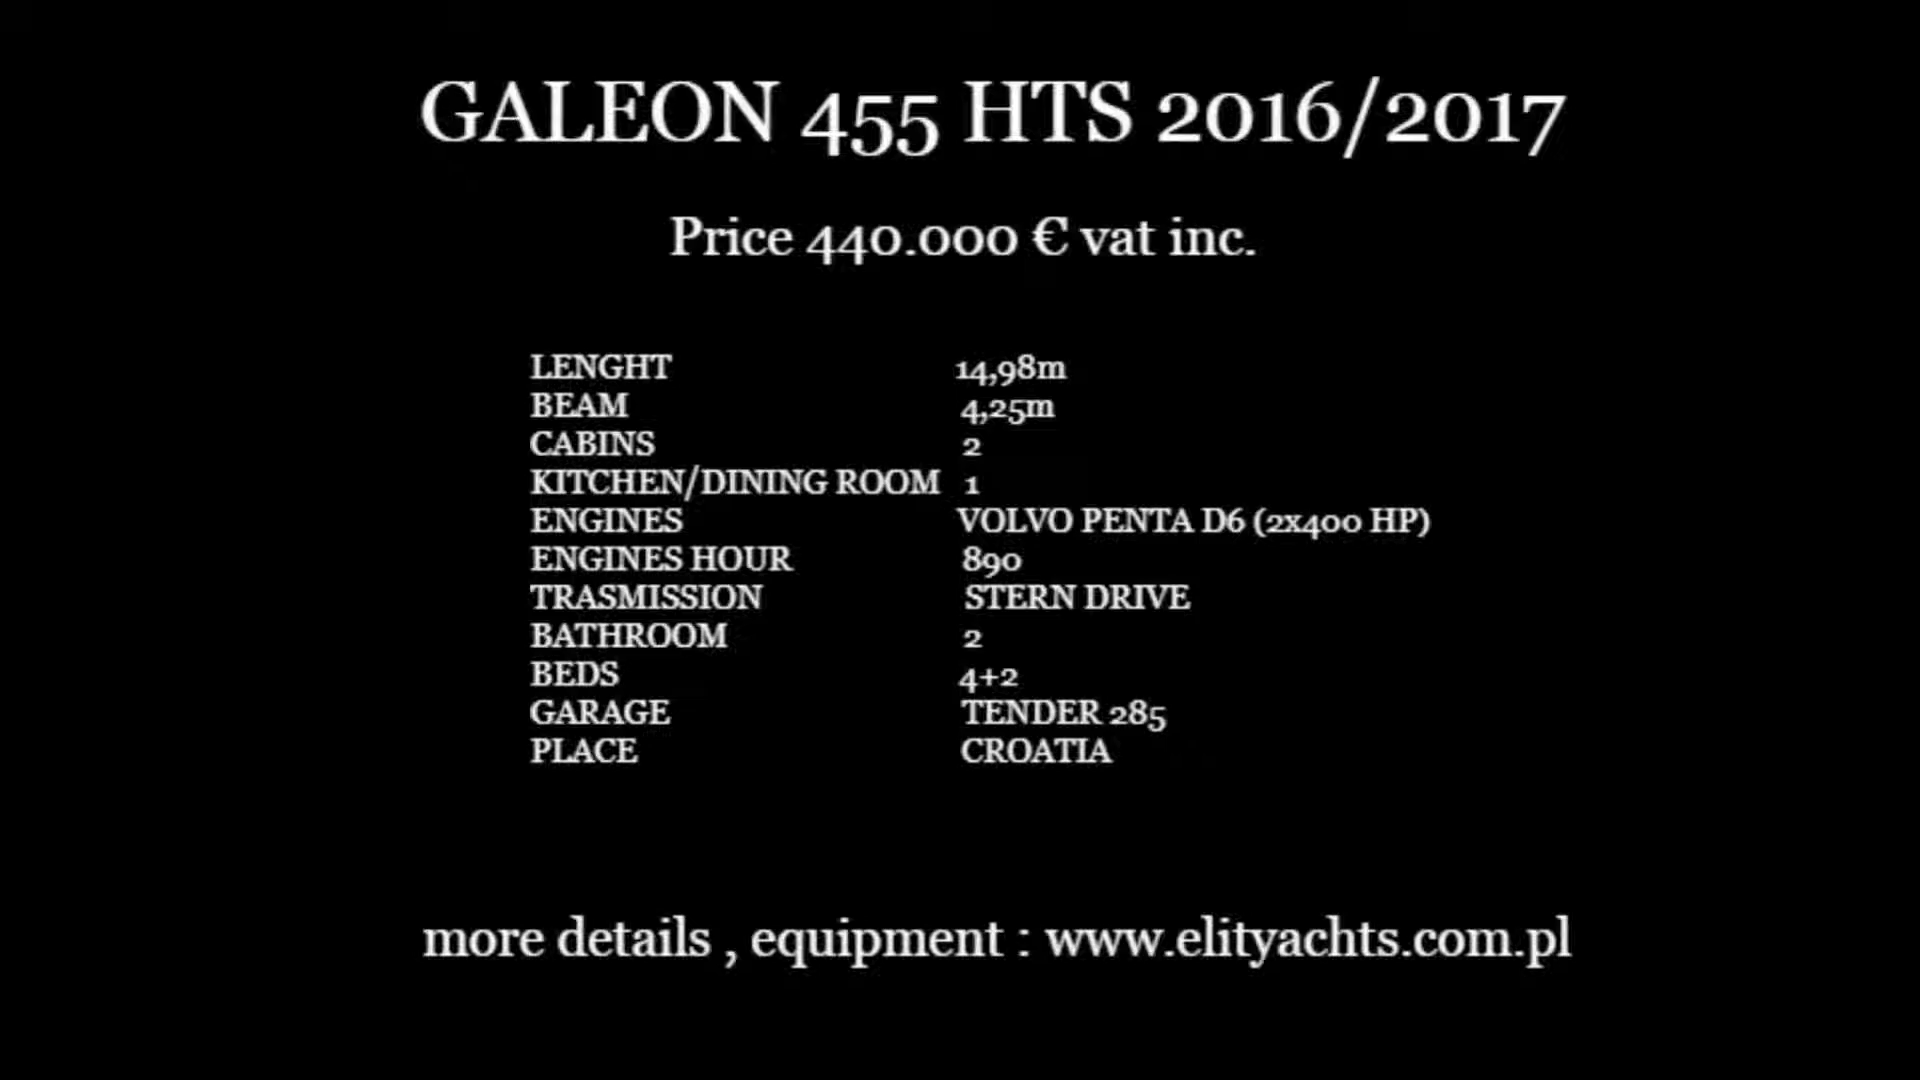 GALEON 455 HTS 2016/2017
Price 440.000 € vat inc.
LENGHT 14,98m
BEAM 4,25m
CABINS 2
KITCHEN/DINING ROOM 1
ENGINES VOLVO PENTA D6 (2x400 HP)
ENGINES HOUR 890
TRASMISSION STERN DRIVE
BATHROOM 2
BEDS 4+2
GARAGE TENDER 285
PLACE CROATIA
more details , equipment : www.elityachts.com.pl